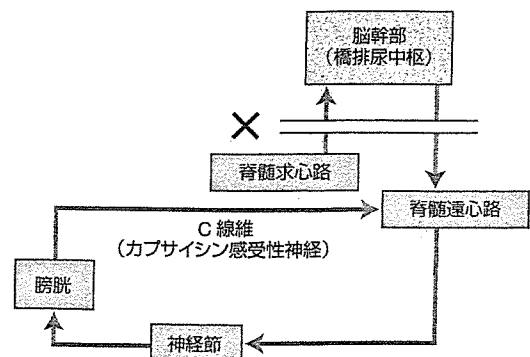 脳幹部
(橋排尿中枢)
×
脊髄求心路
脊髄遠心路
C 線維
(カプサイシン感受性神経)
膀胱
神経節